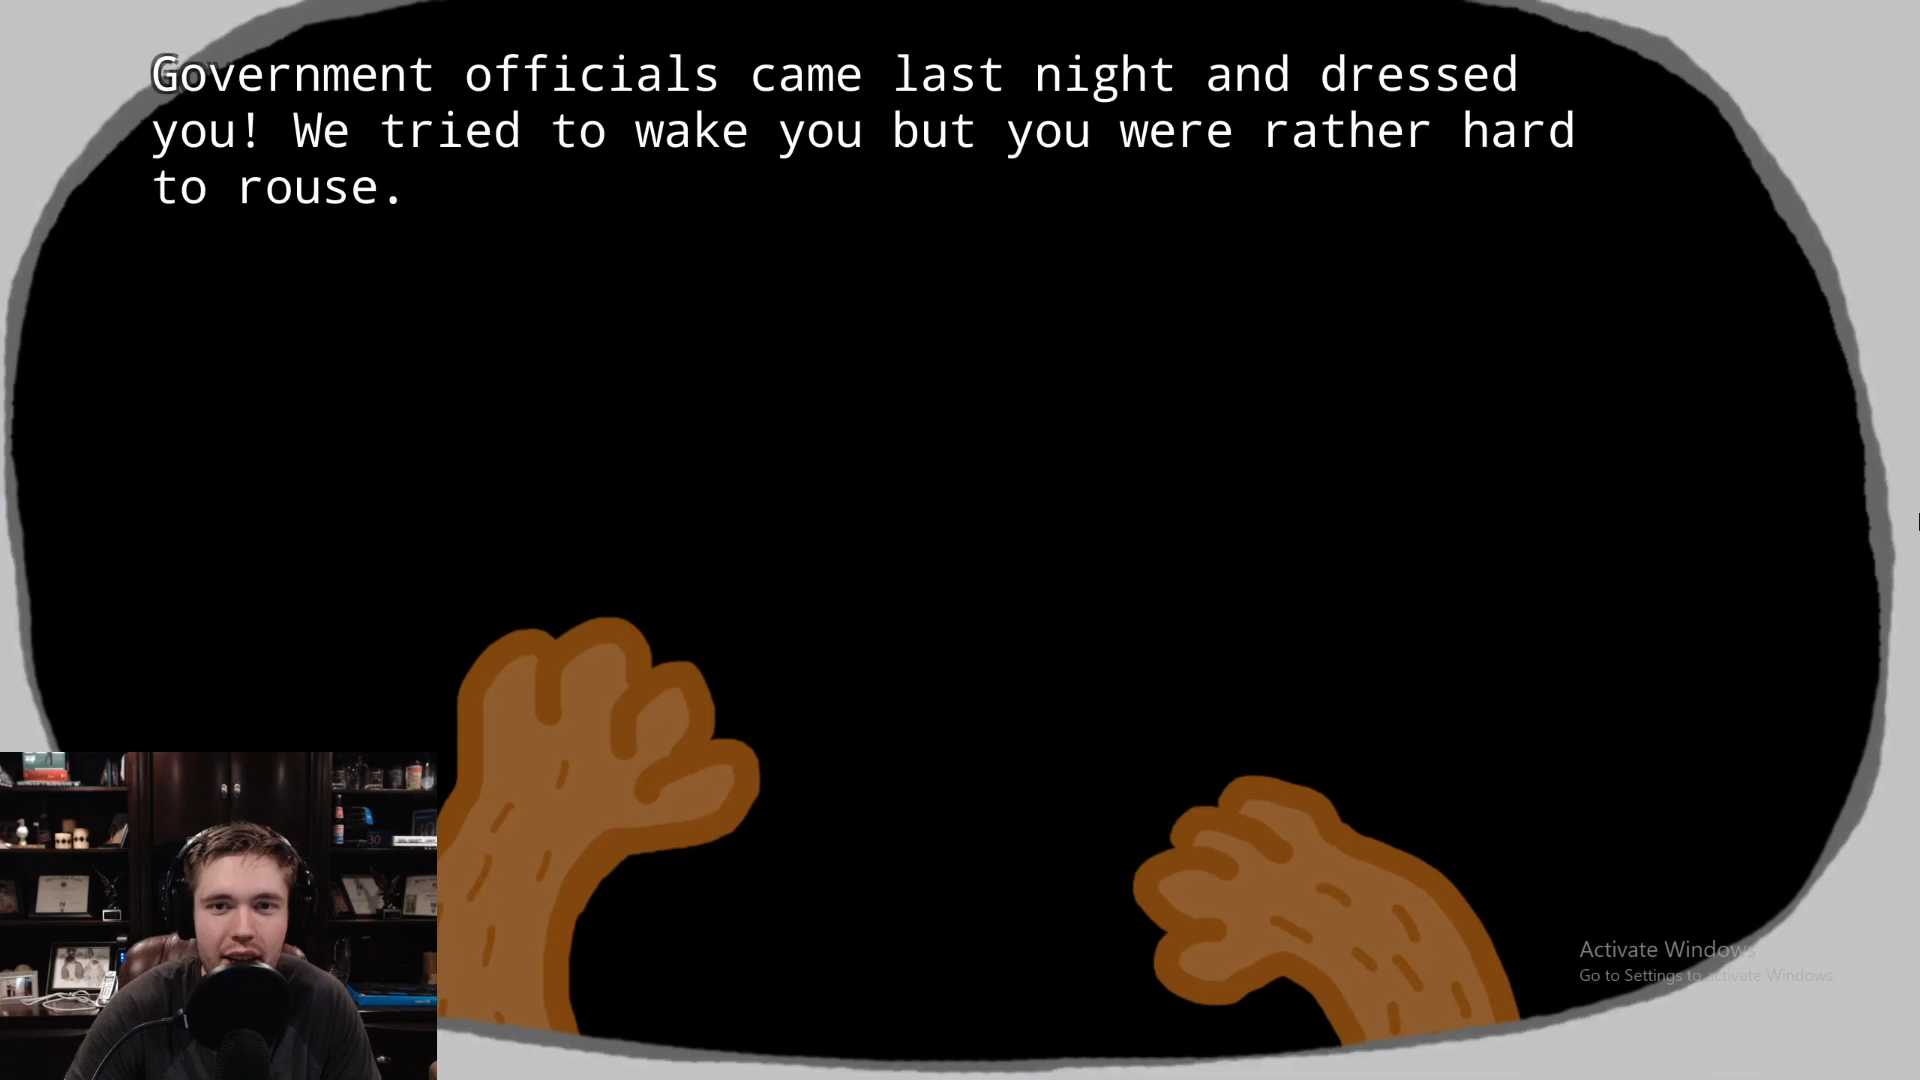 Government officials came last night and dressed
you! We tried to wake you but you were rather hard
to rouse.
Activate Windows
Go to Settings to activate Windows.